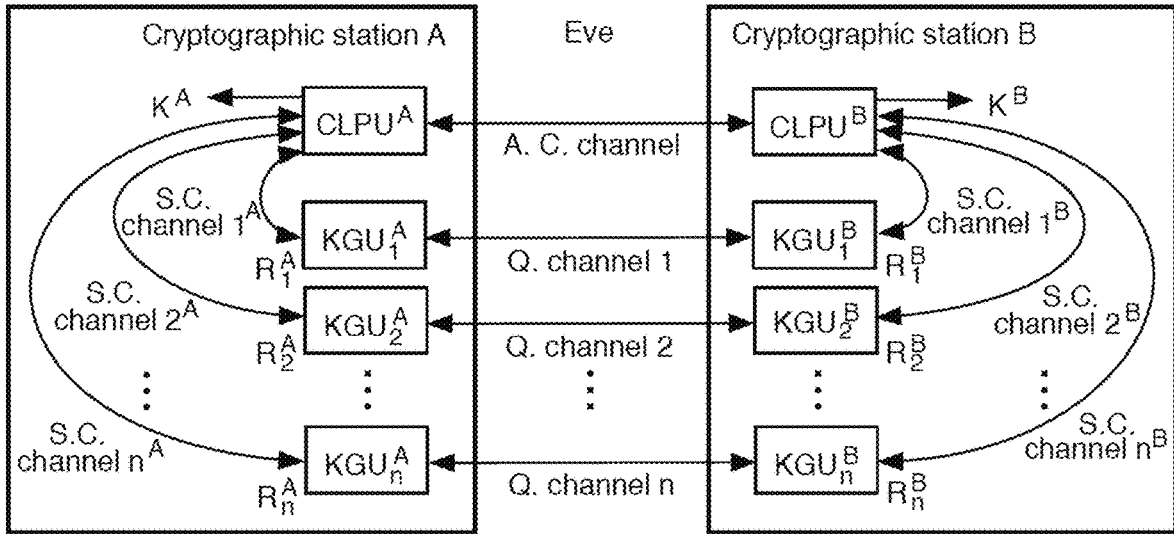 Cryptographic station A
Eve
Cryptographic station B
K^A
CLPU^A
A. C. channel
CLPU^B
K^B
S.C.
channel 1^A
KGU_1^A
R_1^A
Q. channel 1
KGU_1^B
R_1^B
S.C.
channel 1^B
S.C.
channel 2^A
KGU_2^A
R_2^A
Q. channel 2
KGU_2^B
R_2^B
S.C.
channel 2^B
S.C.
channel n^A
KGU_n^A
R_n^A
Q. channel n
KGU_n^B
R_n^B
S.C.
channel n^B